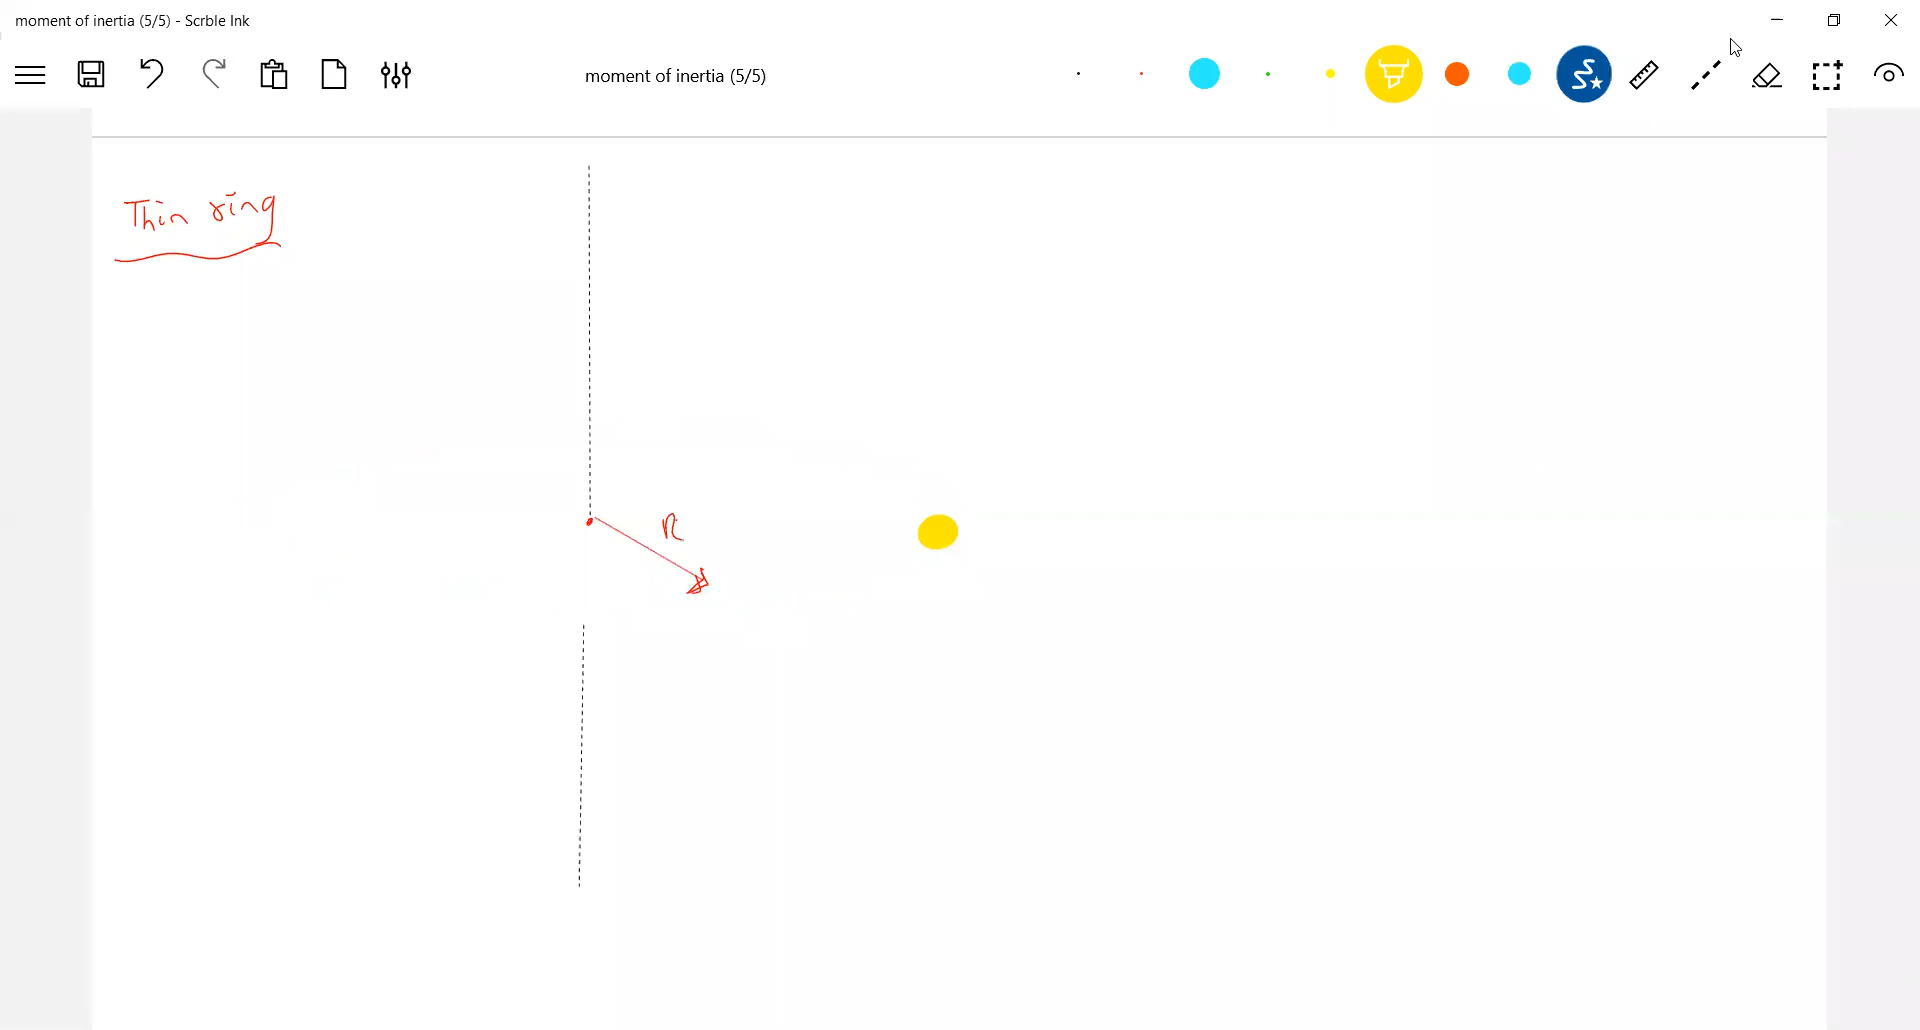 moment of inertia (5/5) - Scrble Ink
moment of inertia (5/5)
Thin ring
R